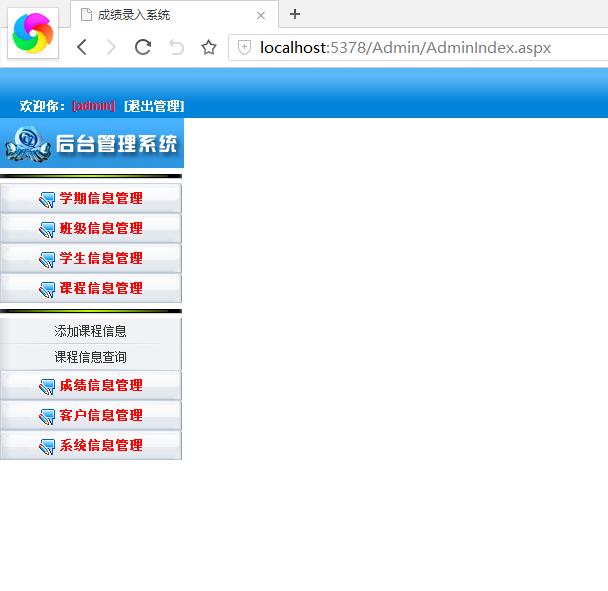 成绩录入系统
localhost:5378/Admin/AdminIndex.aspx
欢迎你：[admin] [退出管理]
后台管理系统
学期信息管理
班级信息管理
学生信息管理
课程信息管理
添加课程信息
课程信息查询
成绩信息管理
客户信息管理
系统信息管理